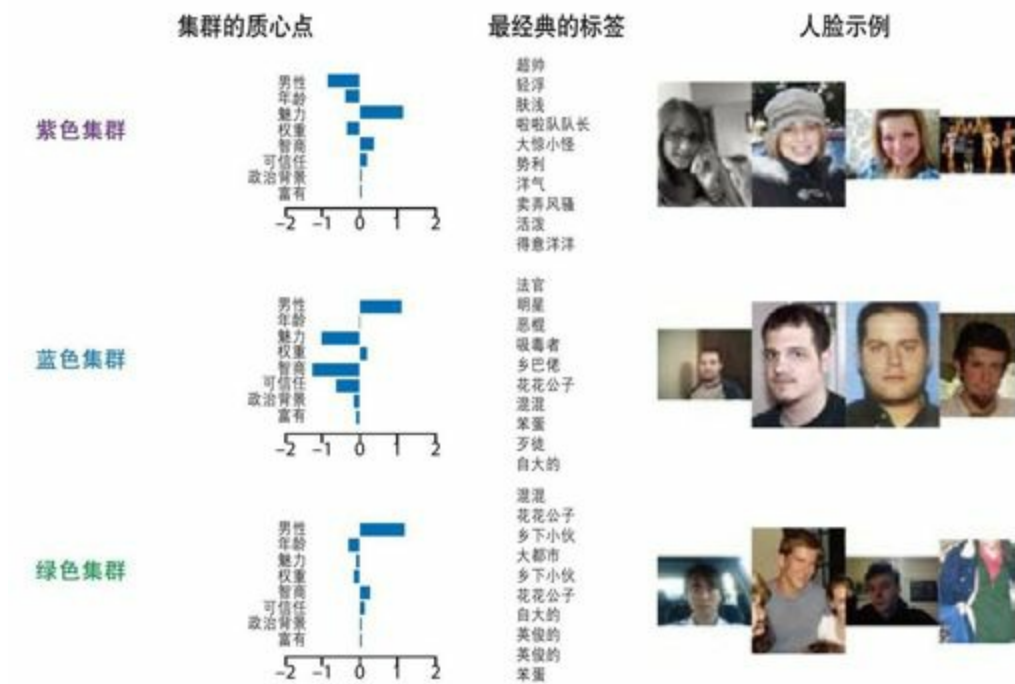 集群的质心点 最经典的标签 人脸示例
紫色集群
男性
年龄
魅力
权重
智商
可信任
政治背景
富有
−2 −1 0 1 2
超帅
轻浮
肤浅
啦啦队队长
大惊小怪
势利
洋气
卖弄风骚
活泼
得意洋洋
蓝色集群
男性
年龄
魅力
权重
智商
可信任
政治背景
富有
−2 −1 0 1 2
法官
明星
恶棍
吸毒者
乡巴佬
花花公子
混混
笨蛋
歹徒
自大的
绿色集群
男性
年龄
魅力
权重
智商
可信任
政治背景
富有
−2 −1 0 1 2
混混
花花公子
乡下小伙
大都市
乡下小伙
花花公子
自大的
英俊的
英俊的
笨蛋